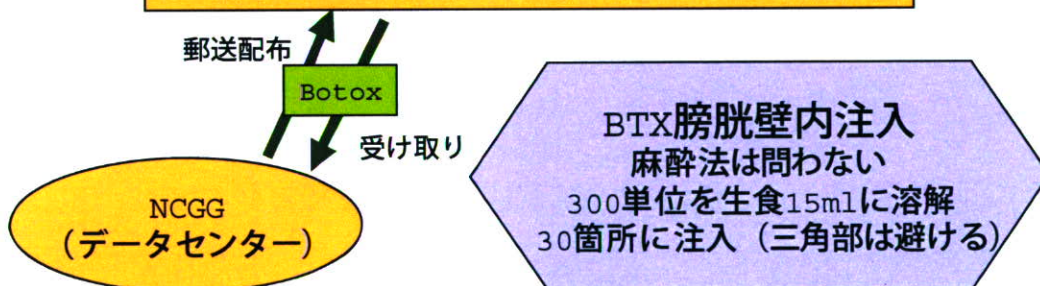 郵送配布
Botox
受け取り
NCGG
(データセンター)
BTX膀胱壁内注入
麻酔法は問わない
300単位を生食15mlに溶解
30箇所に注入(三角部は避ける)